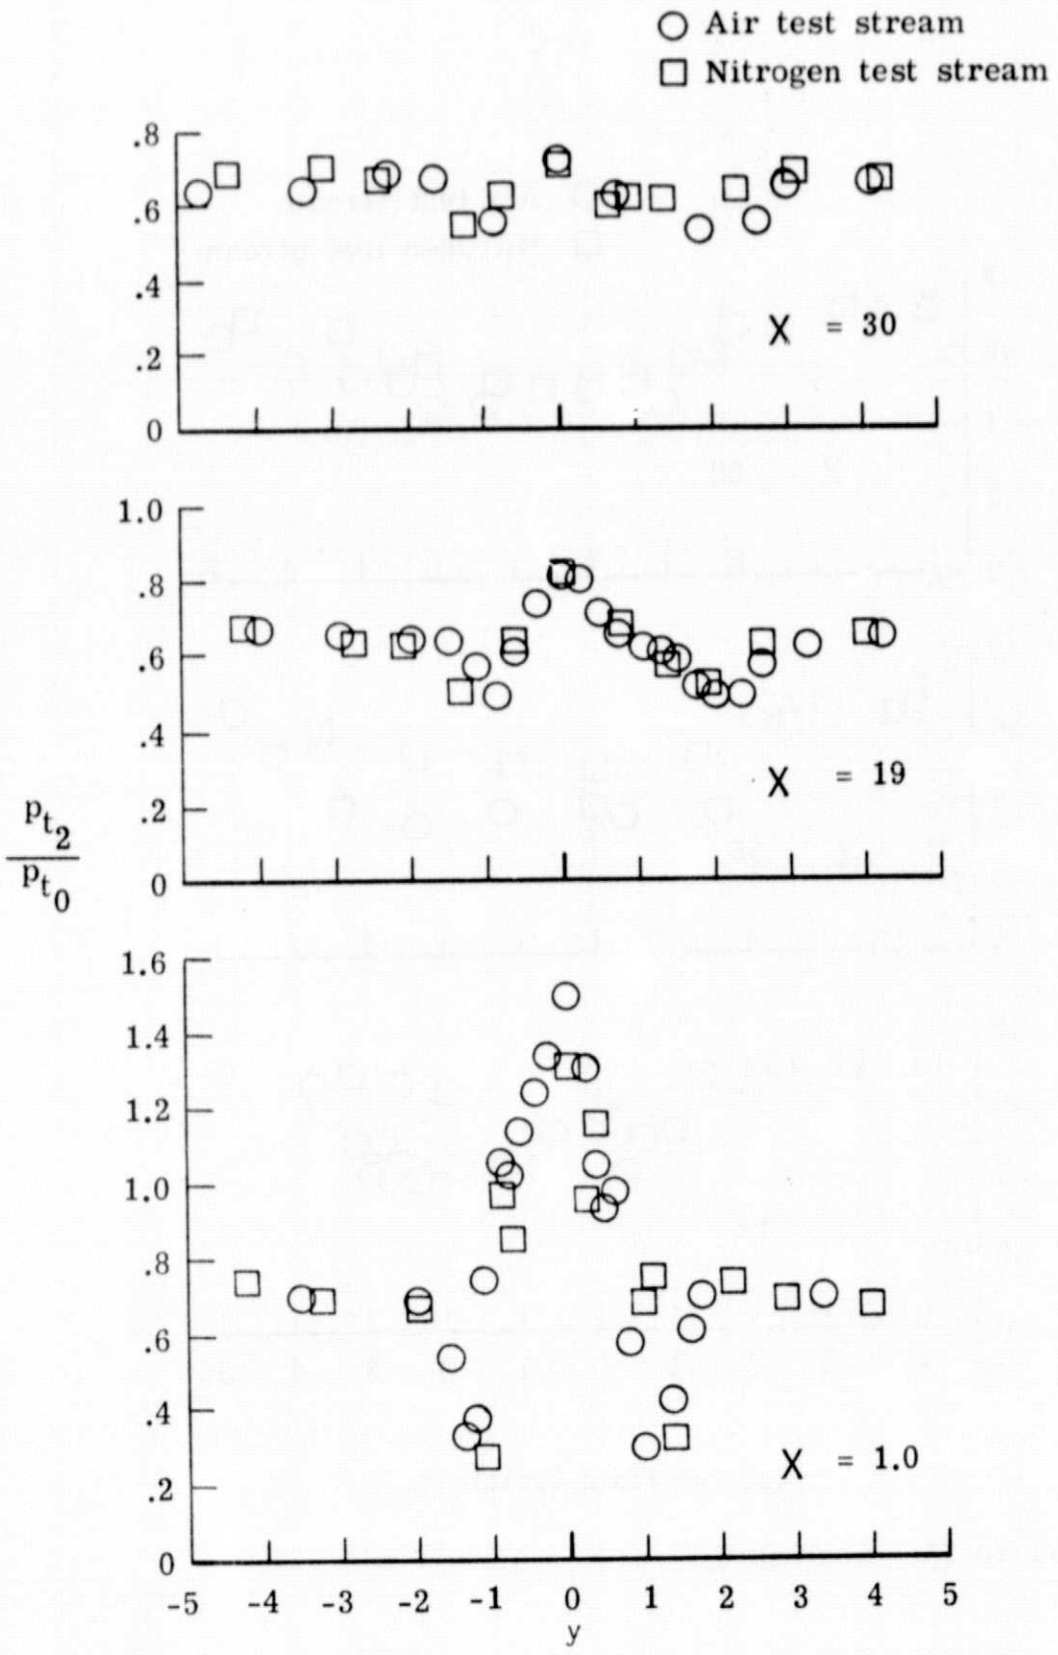 Air test stream
Nitrogen test stream
.8
.6
.4
X = 30
.2
0
1.0
.8
.6
.4
X = 19
.2
0
pt2
pt0
1.6
1.4
1.2
1.0
.8
.6
.4
X = 1.0
.2
0
-5 -4 -3 -2 -1 0 1 2 3 4 5
y